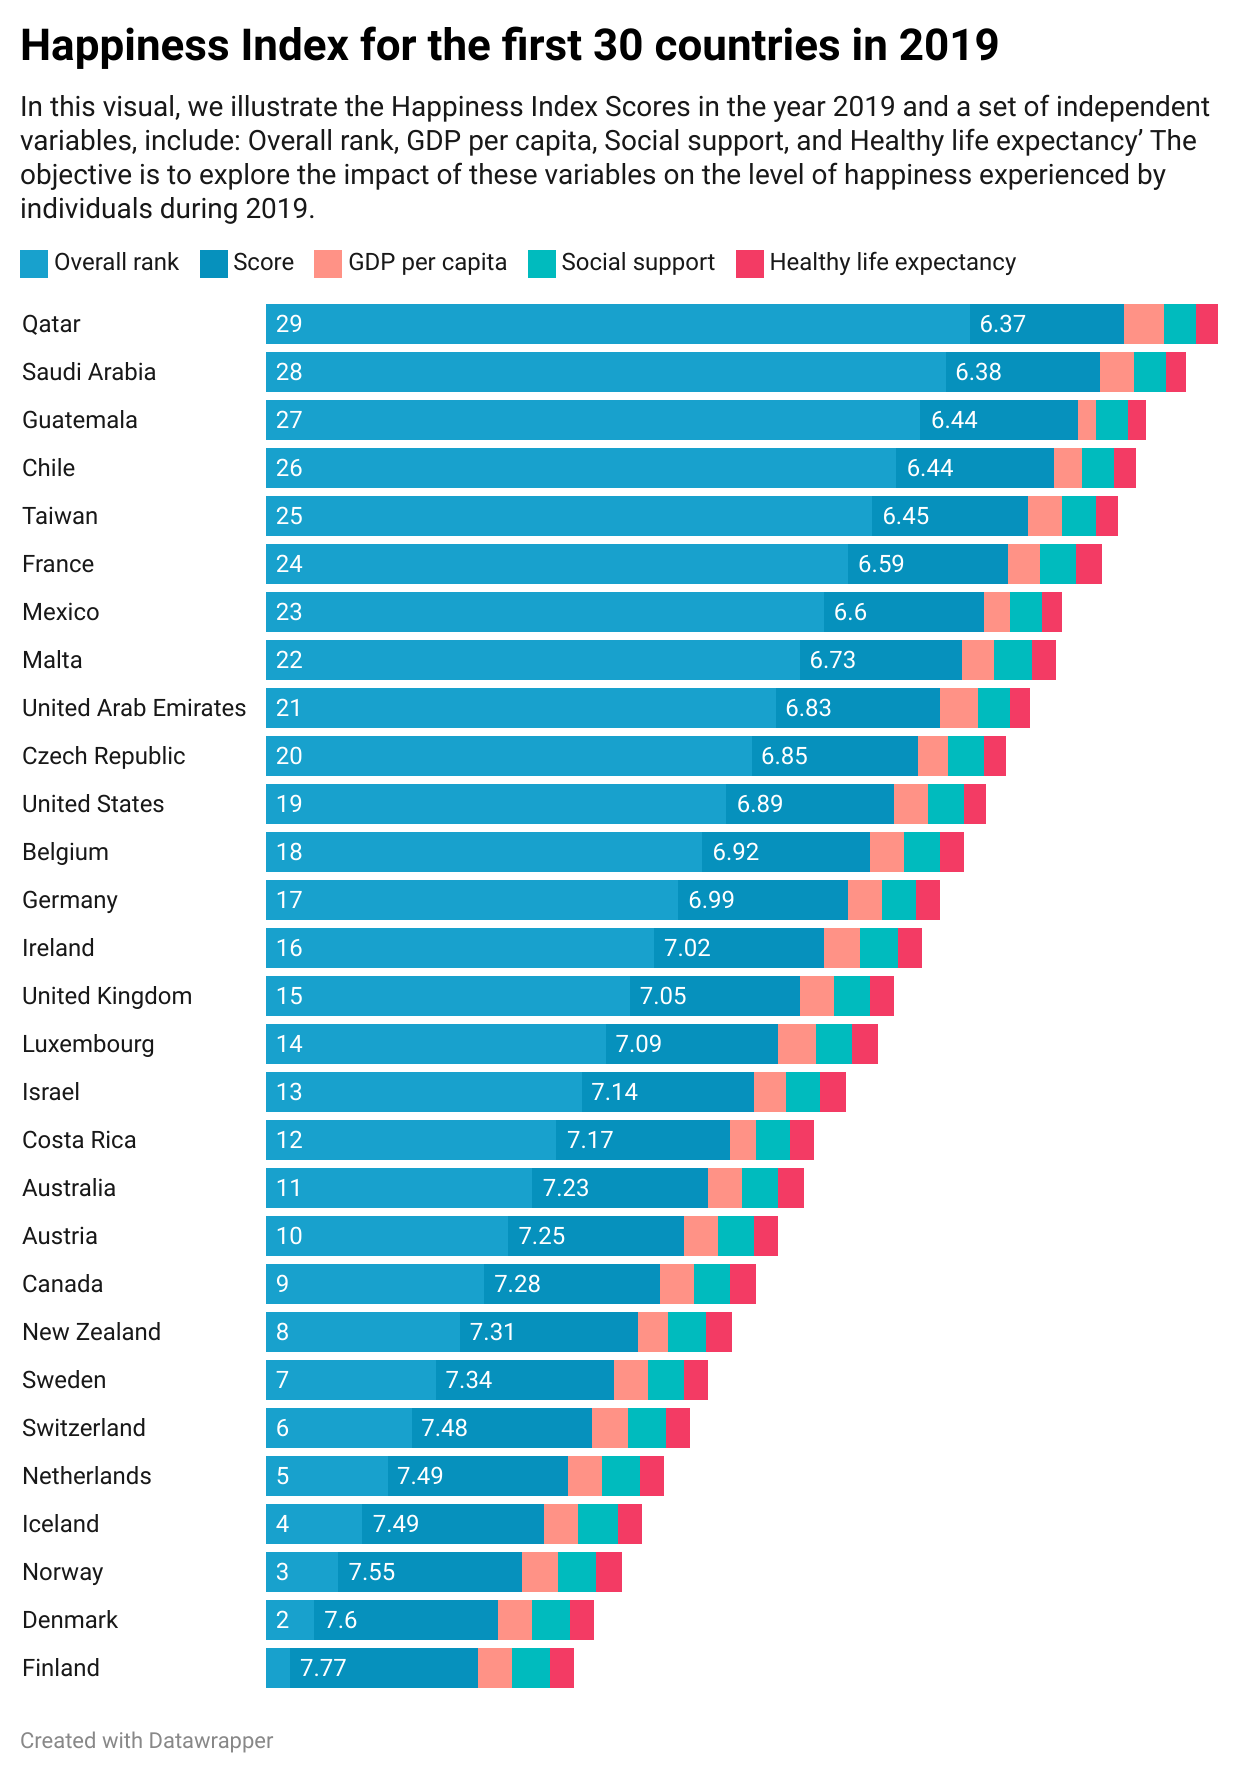 Happiness Index for the first 30 countries in 2019
In this visual, we illustrate the Happiness Index Scores in the year 2019 and a set of independent
variables, include: Overall rank, GDP per capita, Social support, and Healthy life expectancy’ The
objective is to explore the impact of these variables on the level of happiness experienced by
individuals during 2019.
Overall rank Score GDP per capita Social support Healthy life expectancy
Qatar 29 6.37
Saudi Arabia 28 6.38
Guatemala 27 6.44
Chile 26 6.44
Taiwan 25 6.45
France 24 6.59
Mexico 23 6.6
Malta 22 6.73
United Arab Emirates 21 6.83
Czech Republic 20 6.85
United States 19 6.89
Belgium 18 6.92
Germany 17 6.99
Ireland 16 7.02
United Kingdom 15 7.05
Luxembourg 14 7.09
Israel 13 7.14
Costa Rica 12 7.17
Australia 11 7.23
Austria 10 7.25
Canada 9 7.28
New Zealand 8 7.31
Sweden 7 7.34
Switzerland 6 7.48
Netherlands 5 7.49
Iceland 4 7.49
Norway 3 7.55
Denmark 2 7.6
Finland 7.77
Created with Datawrapper